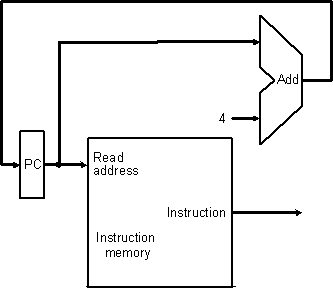 Add
4
PC
Read
address
Instruction
Instruction
memory